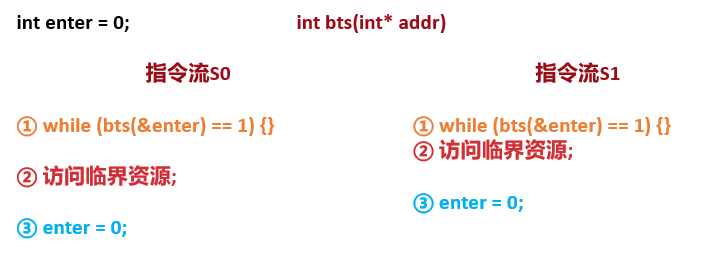 int enter = 0;
int bts(int* addr)
指令流S0
① while (bts(&enter) == 1) {}
② 访问临界资源;
③ enter = 0;
指令流S1
① while (bts(&enter) == 1) {}
② 访问临界资源;
③ enter = 0;